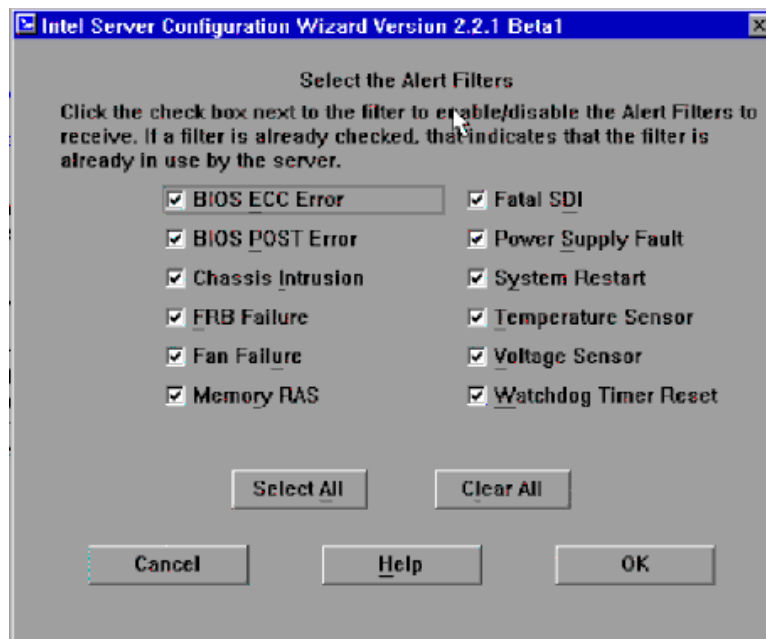 Intel Server Configuration Wizard Version 2.2.1 Beta1
Select the Alert Filters
Click the check box next to the filter to enable/disable the Alert Filters to
receive. If a filter is already checked, that indicates that the filter is
already in use by the server.
BIOS ECC Error
Fatal SDI
BIOS POST Error
Power Supply Fault
Chassis Intrusion
System Restart
FRB Failure
Temperature Sensor
Fan Failure
Voltage Sensor
Memory RAS
Watchdog Timer Reset
Select All
Clear All
Cancel
Help
OK